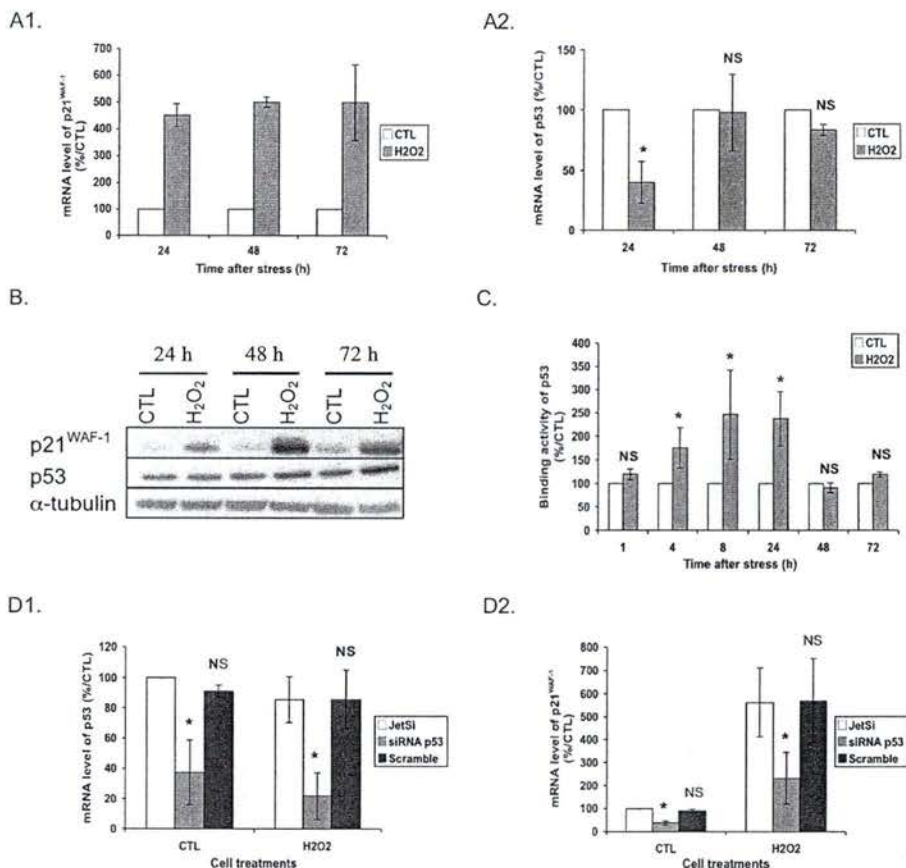 A1.
mRNA level of p21WAF-1
(%/CTL)
700
600
500
400
300
200
100
0
24
48
72
Time after stress (h)
CTL
H2O2
A2.
mRNA level of p53 (%/CTL)
150
100
50
0
*
NS
NS
24
48
72
Time after stress (h)
CTL
H2O2
B.
24 h
48 h
72 h
CTL
H2O2
CTL
H2O2
CTL
H2O2
p21WAF-1
p53
α-tubulin
C.
Binding activity of p53
(%/CTL)
400
350
300
250
200
150
100
50
0
NS
*
*
*
NS
NS
1
4
8
24
48
72
Time after stress (h)
CTL
H2O2
D1.
mRNA level of p53 (%/CTL)
120
100
80
60
40
20
0
*
NS
*
NS
CTL
H2O2
Cell treatments
JetSi
siRNA p53
Scramble
D2.
mRNA level of p21WAF-1
(%/CTL)
800
700
600
500
400
300
200
100
0
*
NS
*
NS
CTL
H2O2
Cell treatments
JetSi
siRNA p53
Scramble